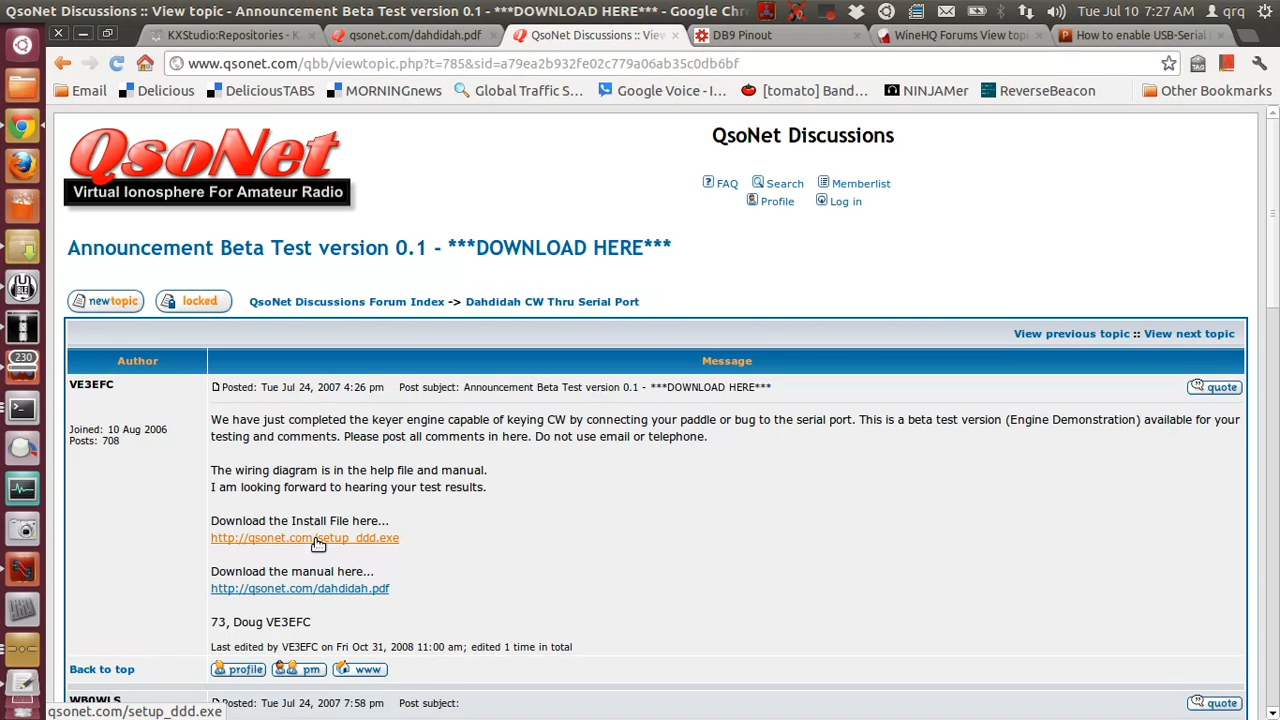 QsoNet Discussions :: View topic - Announcement Beta Test version 0.1 - ***DOWNLOAD HERE*** - Google Chr
Tue Jul 10 7:27 AM qrq
KXStudio:Repositories - K
qsonet.com/dahdidah.pdf
QsoNet Discussions :: Vie
DB9 Pinout
WineHQ Forums View topi
How to enable USB-Serial
www.qsonet.com/qbb/viewtopic.php?t=785&sid=a79ea2b932fe02c779a06ab35c0db6bf
Email
Delicious
DeliciousABS
MORNINGnews
Global Traffic S...
Google Voice - I...
[tomato] Band...
NINJAMer
ReverseBeacon
Other Bookmarks
QsoNet
Virtual Ionosphere For Amateur Radio
QsoNet Discussions
FAQ Search Memberlist
Profile Log in
Announcement Beta Test version 0.1 - ***DOWNLOAD HERE***
newtopic locked QsoNet Discussions Forum Index -> Dahdidah CW Thru Serial Port
View previous topic :: View next topic
Author Message
VE3EFC
Joined: 10 Aug 2006
Posts: 708
Posted: Tue Jul 24, 2007 4:26 pm Post subject: Announcement Beta Test version 0.1 - ***DOWNLOAD HERE***
quote
We have just completed the keyer engine capable of keying CW by connecting your paddle or bug to the serial port. This is a beta test version (Engine Demonstration) available for your
testing and comments. Please post all comments in here. Do not use email or telephone.
The wiring diagram is in the help file and manual.
I am looking forward to hearing your test results.
Download the Install File here...
http://qsonet.com/setup_ddd.exe
Download the manual here...
http://qsonet.com/dahdidah.pdf
73, Doug VE3EFC
Last edited by VE3EFC on Fri Oct 31, 2008 11:00 am; edited 1 time in total
Back to top profile pm www
WB0WLS
Posted: Tue Jul 24, 2007 7:58 pm Post subject:
quote
qsonet.com/setup_ddd.exe
230